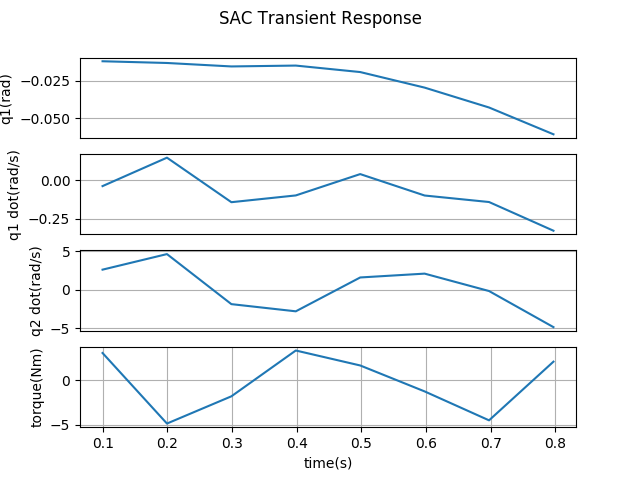 SAC Transient Response
q1(rad)
−0.025
−0.050
q1 dot(rad/s)
0.00
−0.25
q2 dot(rad/s)
5
0
−5
torque(Nm)
0
−5
0.1 0.2 0.3 0.4 0.5 0.6 0.7 0.8
time(s)